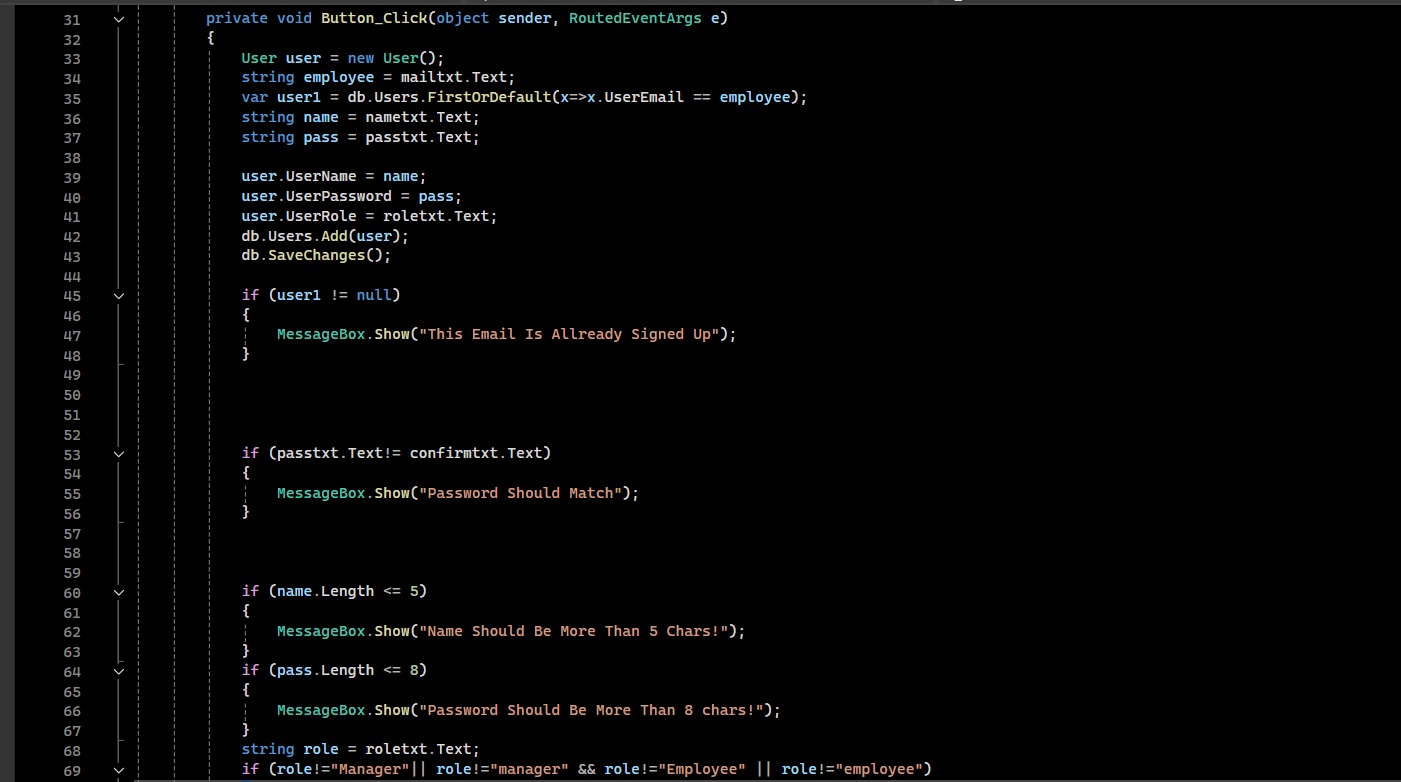 31 private void Button_Click(object sender, RoutedEventArgs e)
32 {
33 User user = new User();
34 string employee = mailtxt.Text;
35 var user1 = db.Users.FirstOrDefault(x=>x.UserEmail == employee);
36 string name = nametxt.Text;
37 string pass = passtxt.Text;
38
39 user.UserName = name;
40 user.UserPassword = pass;
41 user.UserRole = roletxt.Text;
42 db.Users.Add(user);
43 db.SaveChanges();
44
45 if (user1 != null)
46 {
47 MessageBox.Show("This Email Is Allready Signed Up");
48 }
49
50
51
52
53 if (passtxt.Text!= confirmtxt.Text)
54 {
55 MessageBox.Show("Password Should Match");
56 }
57
58
59
60 if (name.Length <= 5)
61 {
62 MessageBox.Show("Name Should Be More Than 5 Chars!");
63 }
64 if (pass.Length <= 8)
65 {
66 MessageBox.Show("Password Should Be More Than 8 chars!");
67 }
68 string role = roletxt.Text;
69 if (role!="Manager"|| role!="manager" && role!="Employee" || role!="employee")